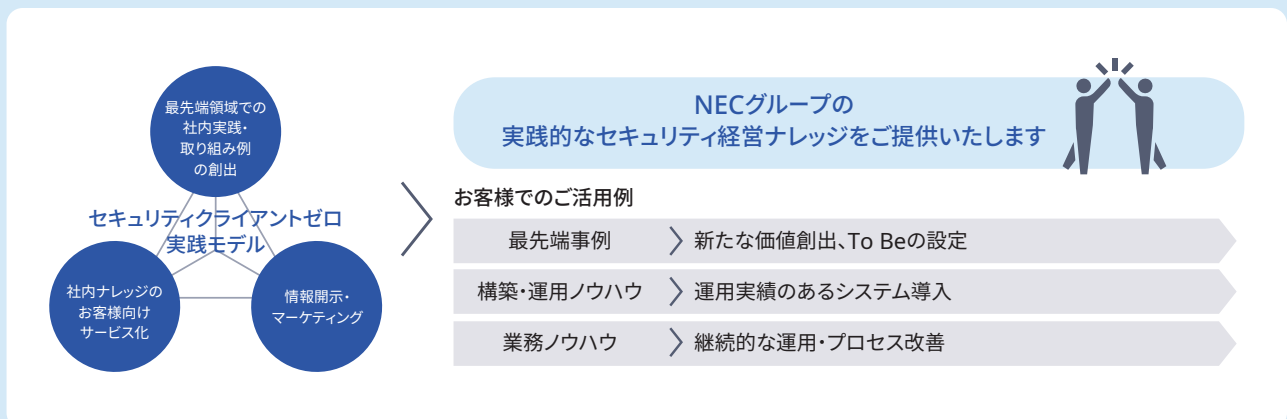 最先端領域での
社内実践・
取り組み例
の創出
セキュリティクライアントゼロ
実践モデル
社内ナレッジの
お客様向け
サービス化
情報開示・
マーケティング
NECグループの
実践的なセキュリティ経営ナレッジをご提供いたします
お客様でのご活用例
最先端事例 新たな価値創出、To Beの設定
構築・運用ノウハウ 運用実績のあるシステム導入
業務ノウハウ 継続的な運用・プロセス改善